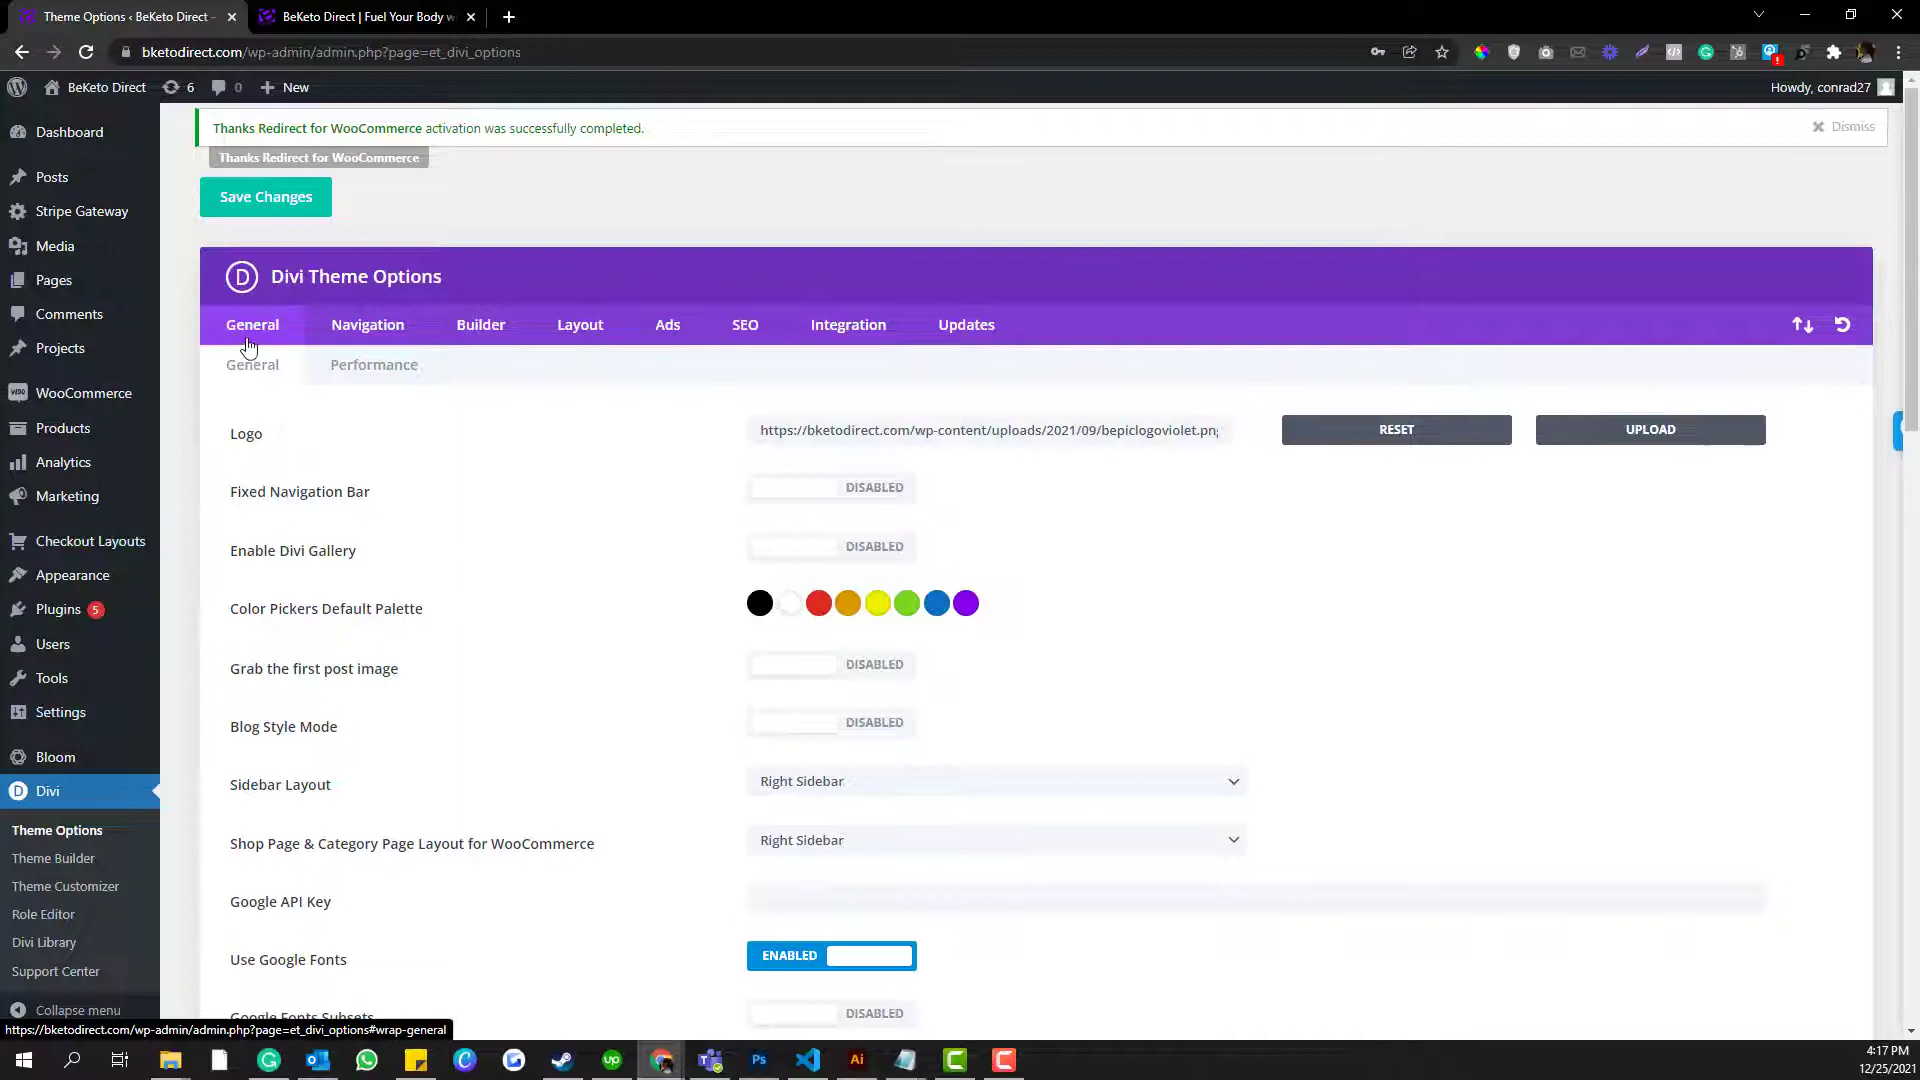 Theme Options ‹ BeKeto Direct –
BeKeto Direct | Fuel Your Body w
bketodirect.com/wp-admin/admin.php?page=et_divi_options
BeKeto Direct
6
0
New
Howdy, conrad27
Thanks Redirect for WooCommerce activation was successfully completed.
Dismiss
Thanks Redirect for WooCommerce
Save Changes
Divi Theme Options
General
Navigation
Builder
Layout
Ads
SEO
Integration
Updates
General
Performance
Logo
https://bketodirect.com/wp-content/uploads/2021/09/bepiclogoviolet.png
RESET
UPLOAD
Fixed Navigation Bar
DISABLED
Enable Divi Gallery
DISABLED
Color Pickers Default Palette
Grab the first post image
DISABLED
Blog Style Mode
DISABLED
Sidebar Layout
Right Sidebar
Shop Page & Category Page Layout for WooCommerce
Right Sidebar
Google API Key
Use Google Fonts
ENABLED
Google Fonts Subsets
DISABLED
Dashboard
Posts
Stripe Gateway
Media
Pages
Comments
Projects
WooCommerce
Products
Analytics
Marketing
Checkout Layouts
Appearance
Plugins 5
Users
Tools
Settings
Bloom
Divi
Theme Options
Theme Builder
Theme Customizer
Role Editor
Divi Library
Support Center
Collapse menu
https://bketodirect.com/wp-admin/admin.php?page=et_divi_options#wrap-general
4:17 PM
12/25/2021